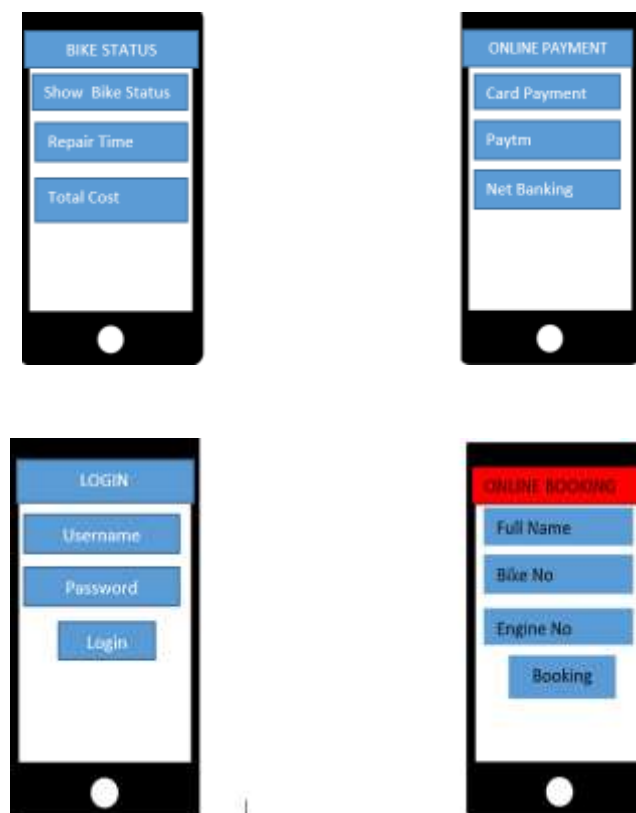 BIKE STATUS
Show Bike Status
Repair Time
Total Cost
ONLINE PAYMENT
Card Payment
Paytm
Net Banking
LOGIN
Username
Password
Login
ONLINE BOOKING
Full Name
Bike No
Engine No
Booking